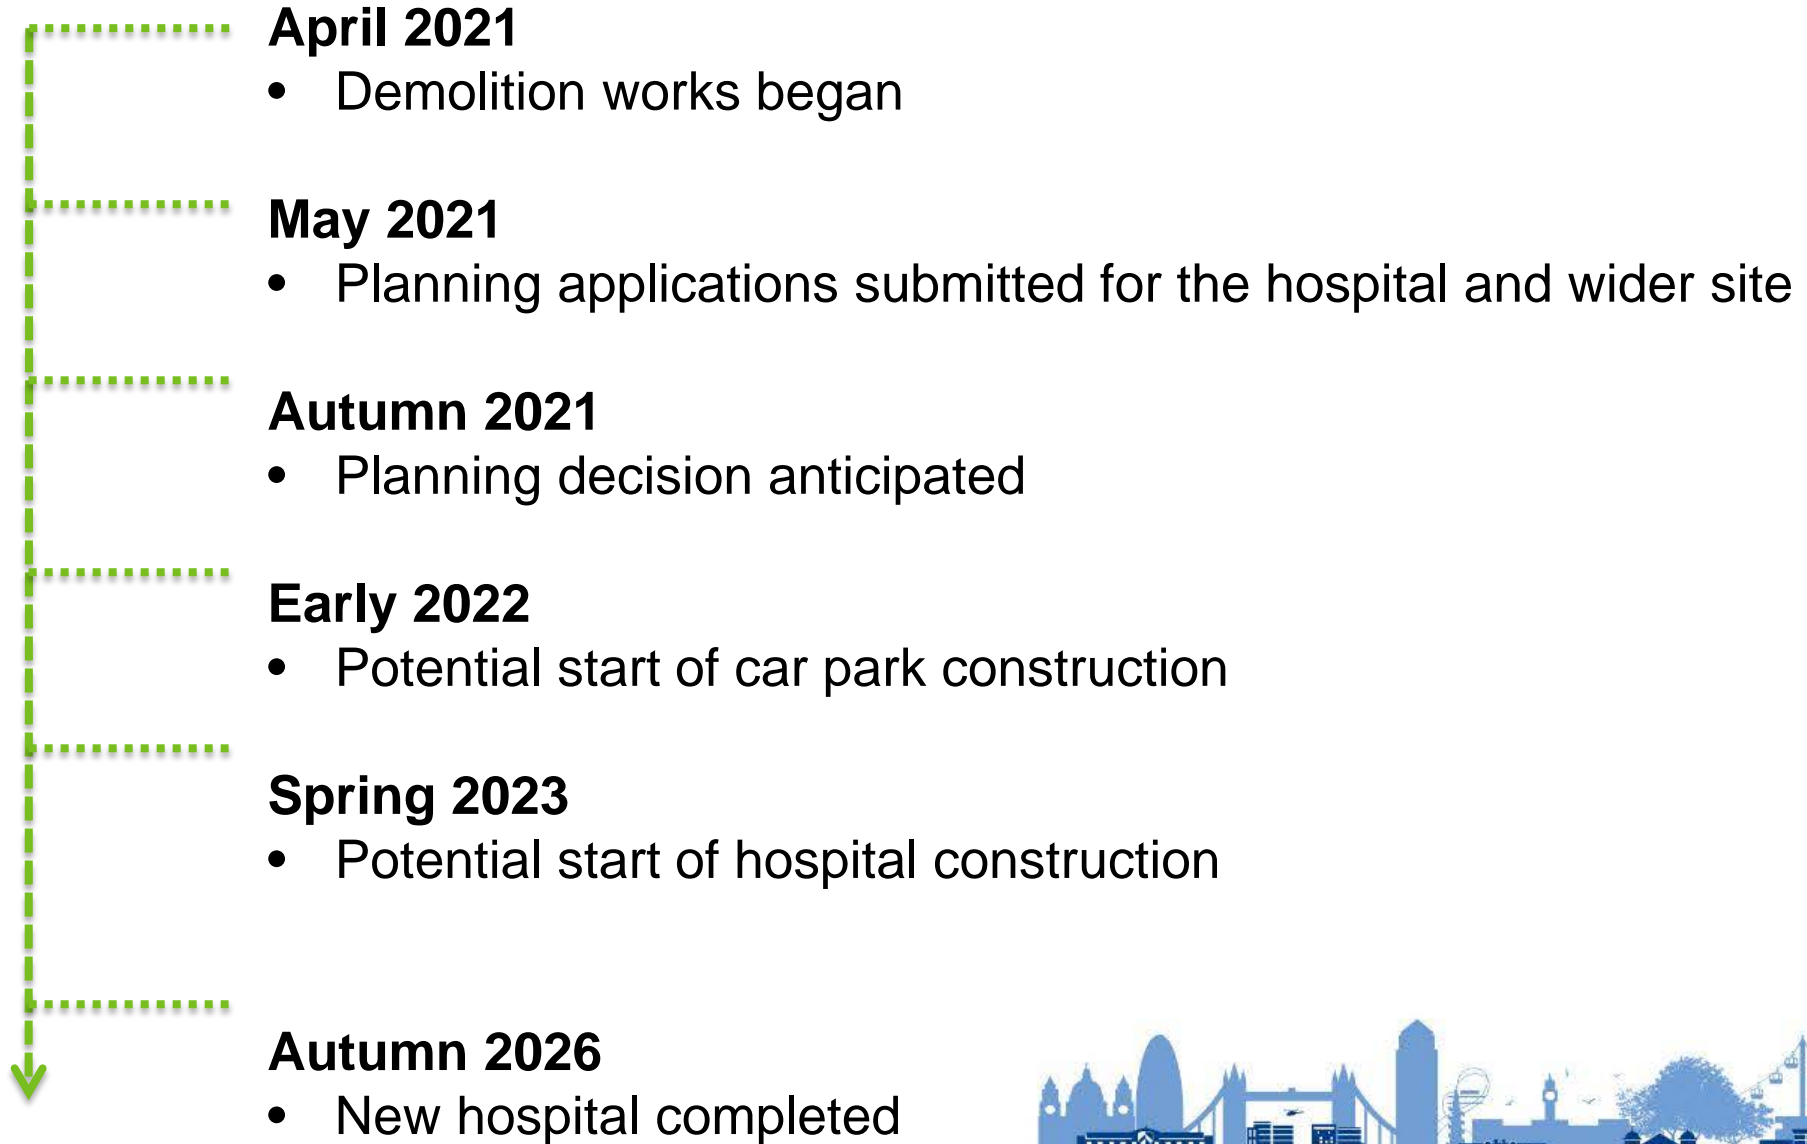 April 2021
• Demolition works began
May 2021
• Planning applications submitted for the hospital and wider site
Autumn 2021
• Planning decision anticipated
Early 2022
• Potential start of car park construction
Spring 2023
• Potential start of hospital construction
Autumn 2026
• New hospital completed